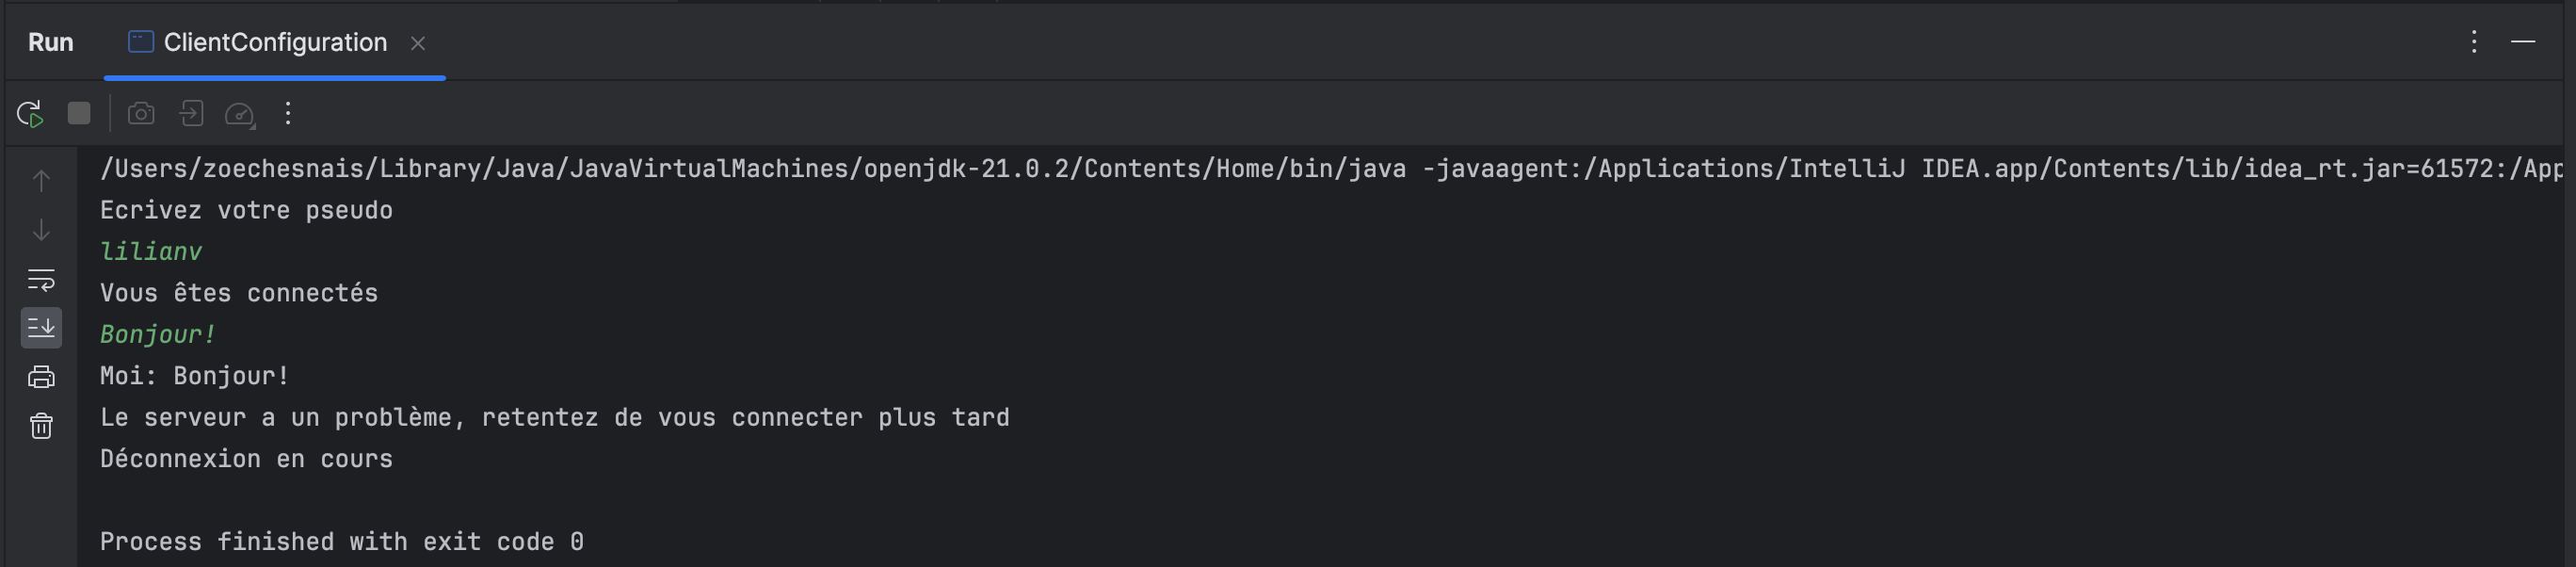 Run ClientConfiguration
/Users/zoechesnais/Library/Java/JavaVirtualMachines/openjdk-21.0.2/Contents/Home/bin/java -javaagent:/Applications/IntelliJ IDEA.app/Contents/lib/idea_rt.jar=61572:/App
Ecrivez votre pseudo
lilianv
Vous êtes connectés
Bonjour!
Moi: Bonjour!
Le serveur a un problème, retentez de vous connecter plus tard
Déconnexion en cours
Process finished with exit code 0